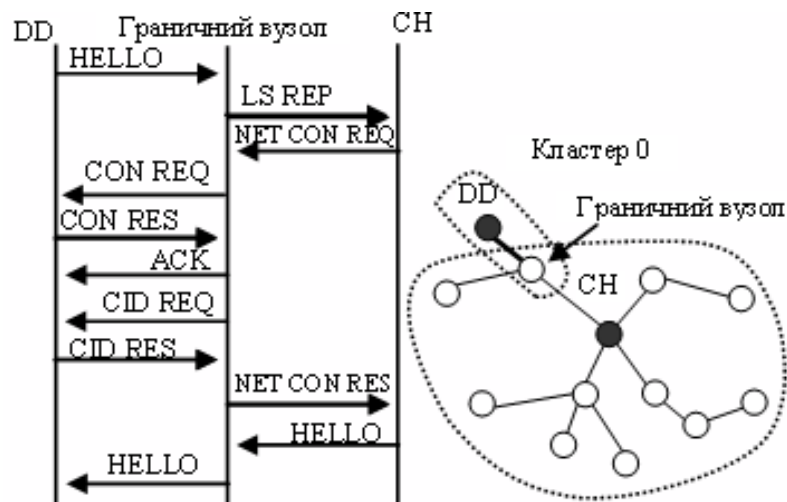 DD
Граничний вузол
CH
HELLO
LS REP
NET CON REQ
CON REQ
CON RES
ACK
CID REQ
CID RES
NET CON RES
HELLO
HELLO
Кластер 0
DD
Граничний вузол
CH